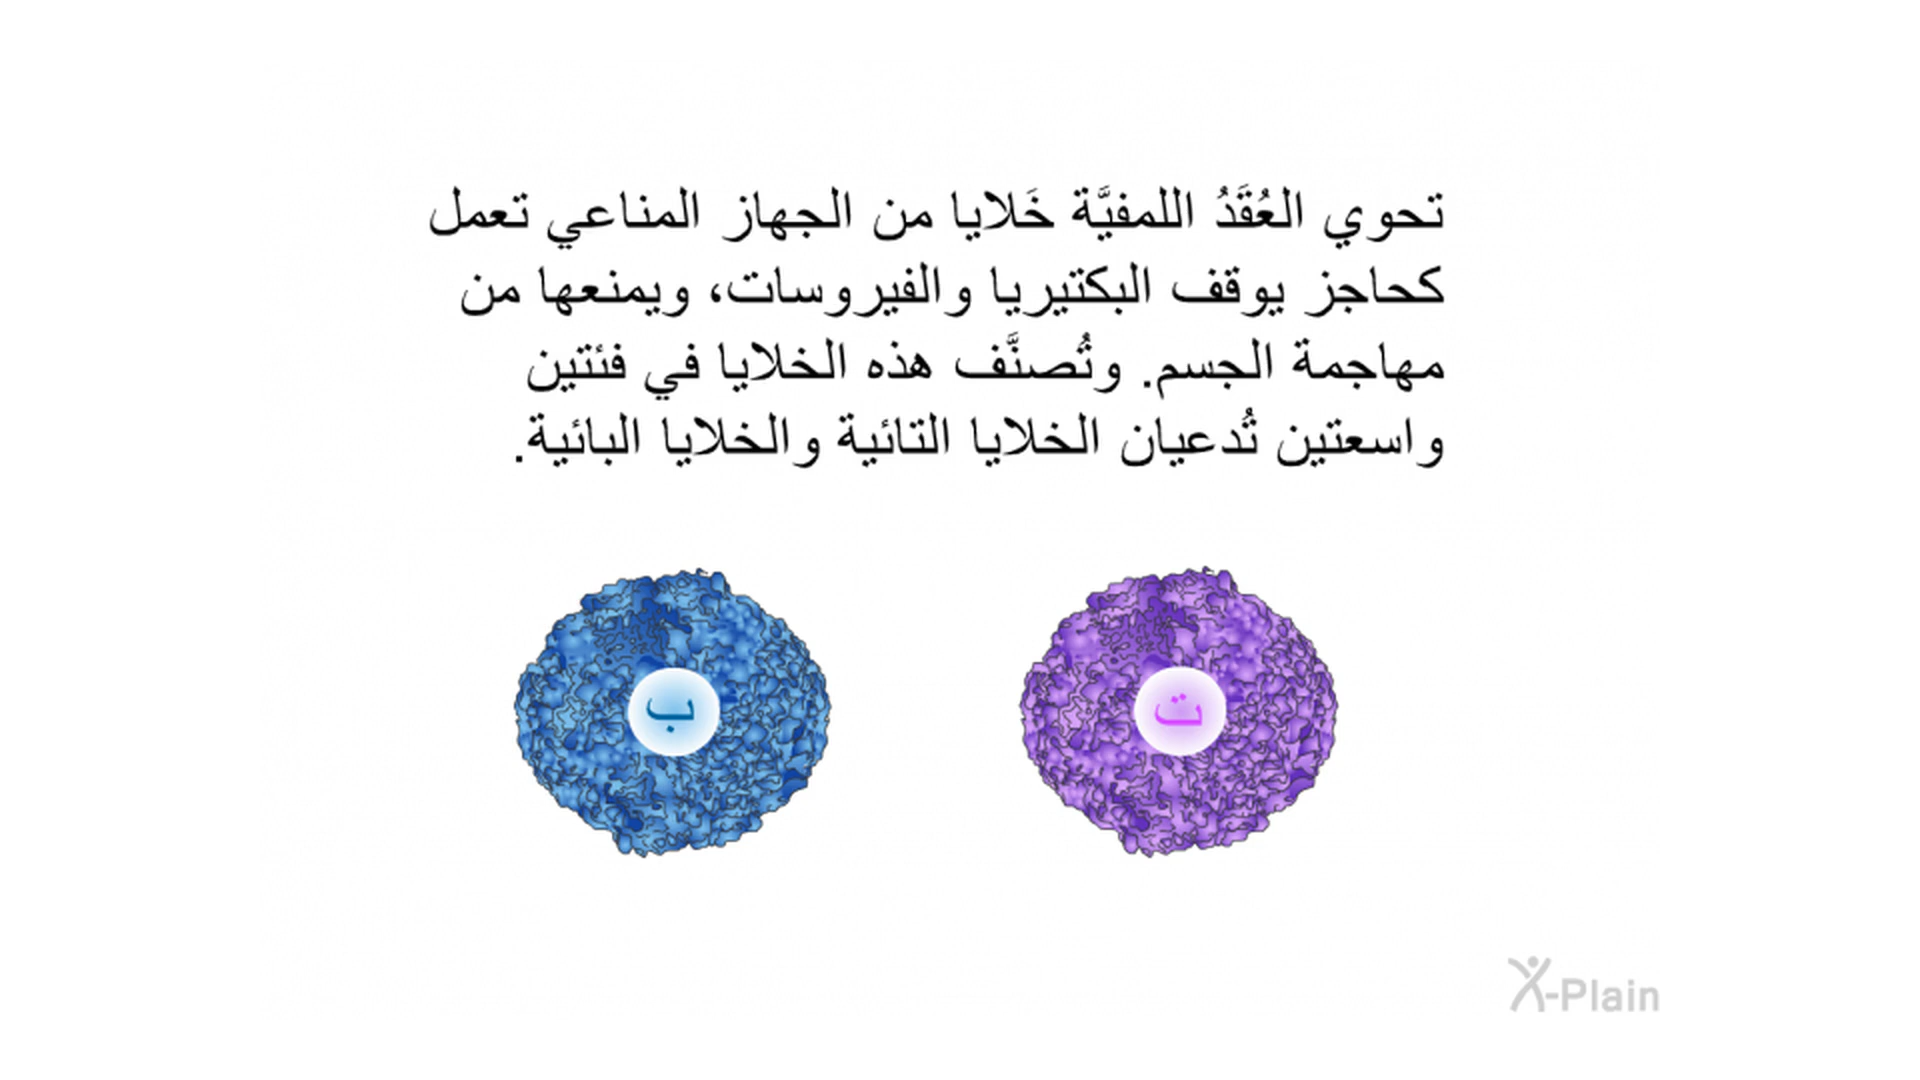 تحوي العُقَدُ اللمفيَّة خَلايا من الجهاز المناعي تعمل
كحاجز يوقف البكتيريا والفيروسات، ويمنعها من
مهاجمة الجسم. وتُصنَّف هذه الخلايا في فئتين
واسعتين تُدعيان الخلايا التائية والخلايا البائية.
ت
ب
X-Plain